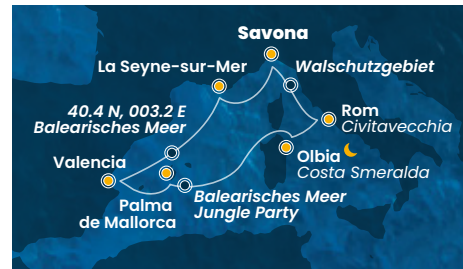 Savona
La Seyne-sur-Mer
Walschutzgebiet
40.4 N, 003.2 E
Balearisches Meer
Rom
Civitavecchia
Valencia
Olbia
Costa Smeralda
Palma
de Mallorca
Balearisches Meer
Jungle Party